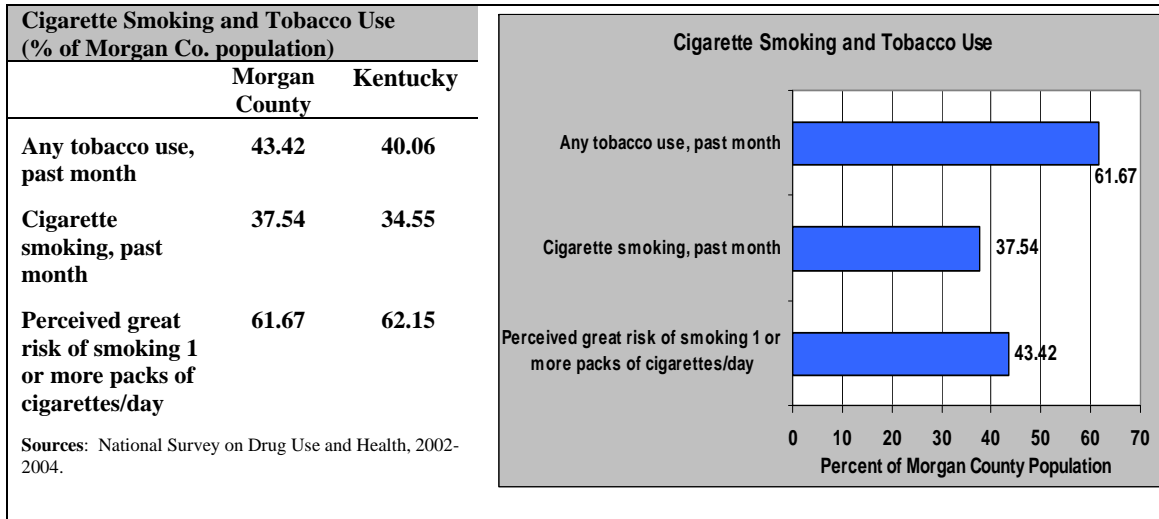 Cigarette Smoking and Tobacco Use
(% of Morgan Co. population)
Morgan
County
Kentucky
Any tobacco use,
past month
43.42
40.06
Cigarette
smoking, past
month
37.54
34.55
Perceived great
risk of smoking 1
or more packs of
cigarettes/day
61.67
62.15
Sources: National Survey on Drug Use and Health, 2002-
2004.
Cigarette Smoking and Tobacco Use
Any tobacco use, past month
61.67
Cigarette smoking, past month
37.54
Perceived great risk of smoking 1 or
more packs of cigarettes/day
43.42
0 10 20 30 40 50 60 70
Percent of Morgan County Population